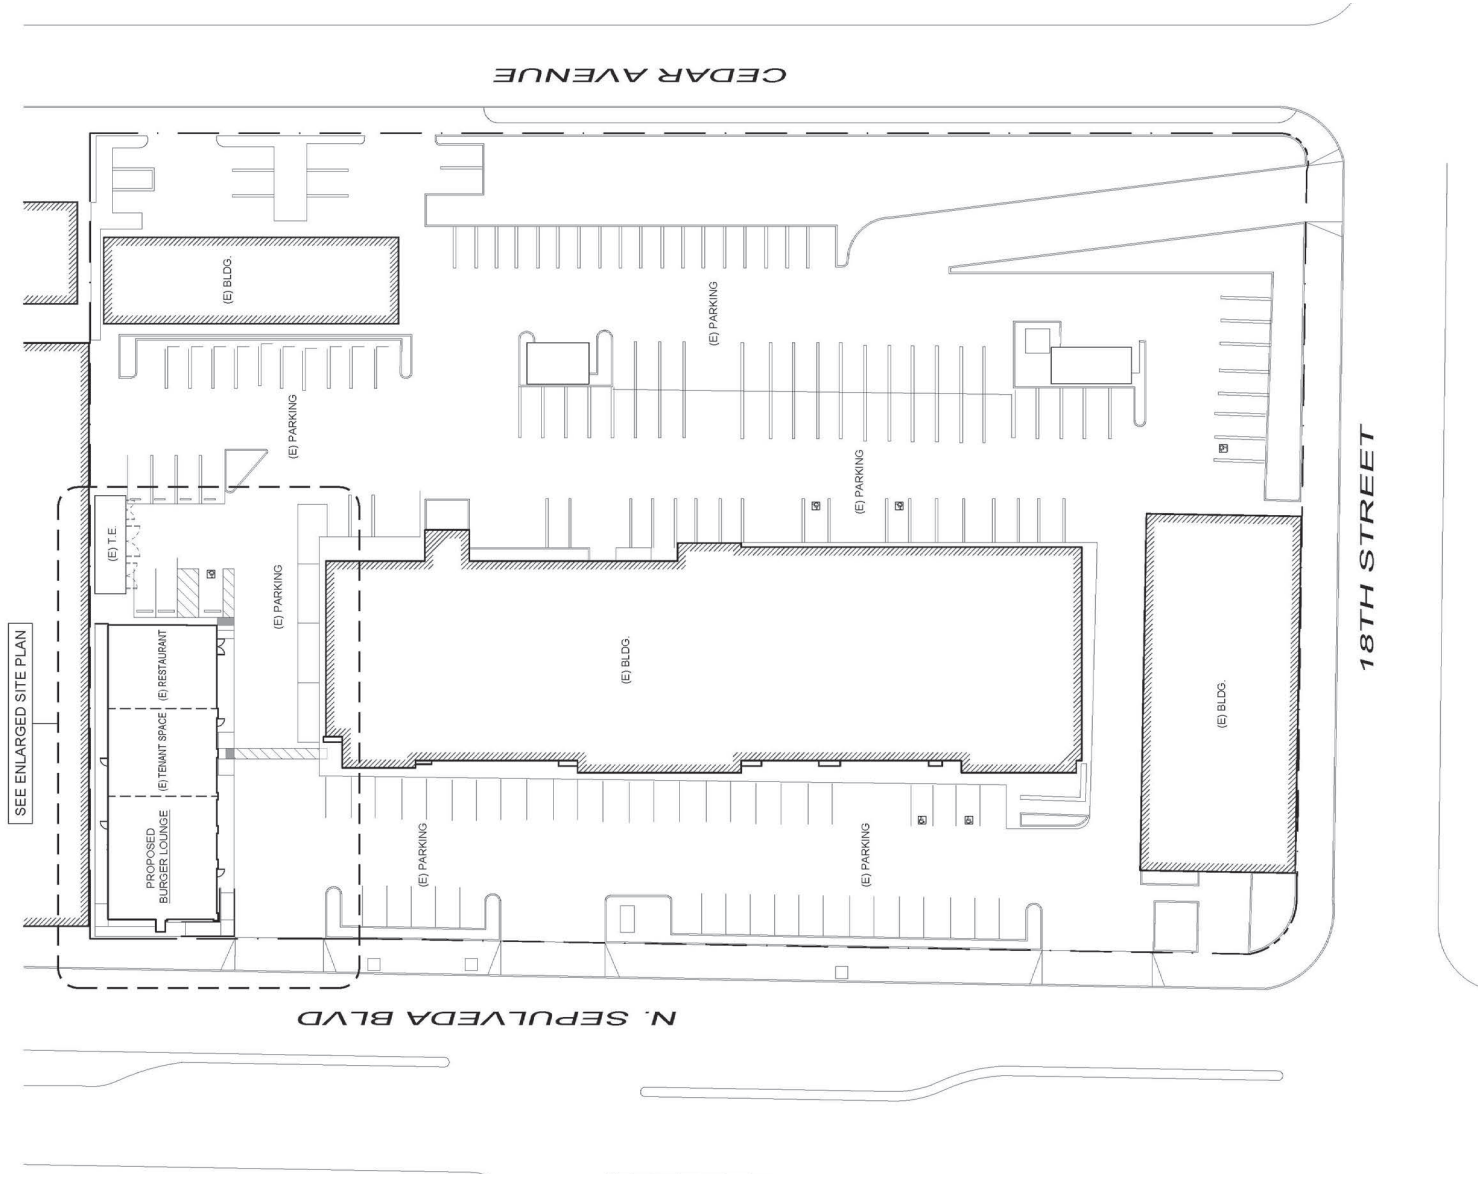 CEDAR AVENUE
(E) BLDG.
(E) PARKING
(E) PARKING
(E) PARKING
18TH STREET
(E) T.E.
(E) PARKING
SEE ENLARGED SITE PLAN
(E) RESTAURANT
(E) TENANT SPACE
PROPOSED
BURGER LOUNGE
(E) BLDG.
(E) BLDG.
(E) PARKING
(E) PARKING
N. SEPULVEDA BLVD